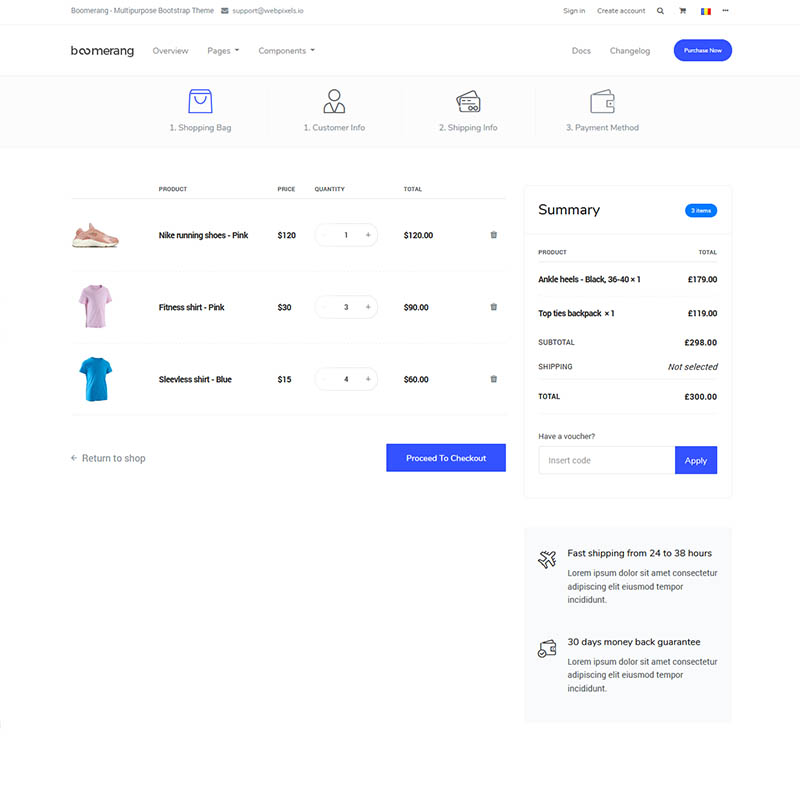 Boomerang - Multipurpose Bootstrap Theme support@webpixels.io Sign in Create account
boomerang Overview Pages Components Docs Changelog Purchase Now
1. Shopping Bag 1. Customer Info 2. Shipping Info 3. Payment Method
PRODUCT PRICE QUANTITY TOTAL
Nike running shoes - Pink $120 - 1 + $120.00
Fitness shirt - Pink $30 - 3 + $90.00
Sleevless shirt - Blue $15 - 4 + $60.00
← Return to shop Proceed To Checkout
Summary 3 items
PRODUCT TOTAL
Ankle heels - Black, 36-40 × 1 £179.00
Top ties backpack × 1 £119.00
SUBTOTAL £298.00
SHIPPING Not selected
TOTAL £300.00
Have a voucher?
Insert code Apply
Fast shipping from 24 to 38 hours
Lorem ipsum dolor sit amet consectetur
adipiscing elit eiusmod tempor
incididunt.
30 days money back guarantee
Lorem ipsum dolor sit amet consectetur
adipiscing elit eiusmod tempor
incididunt.